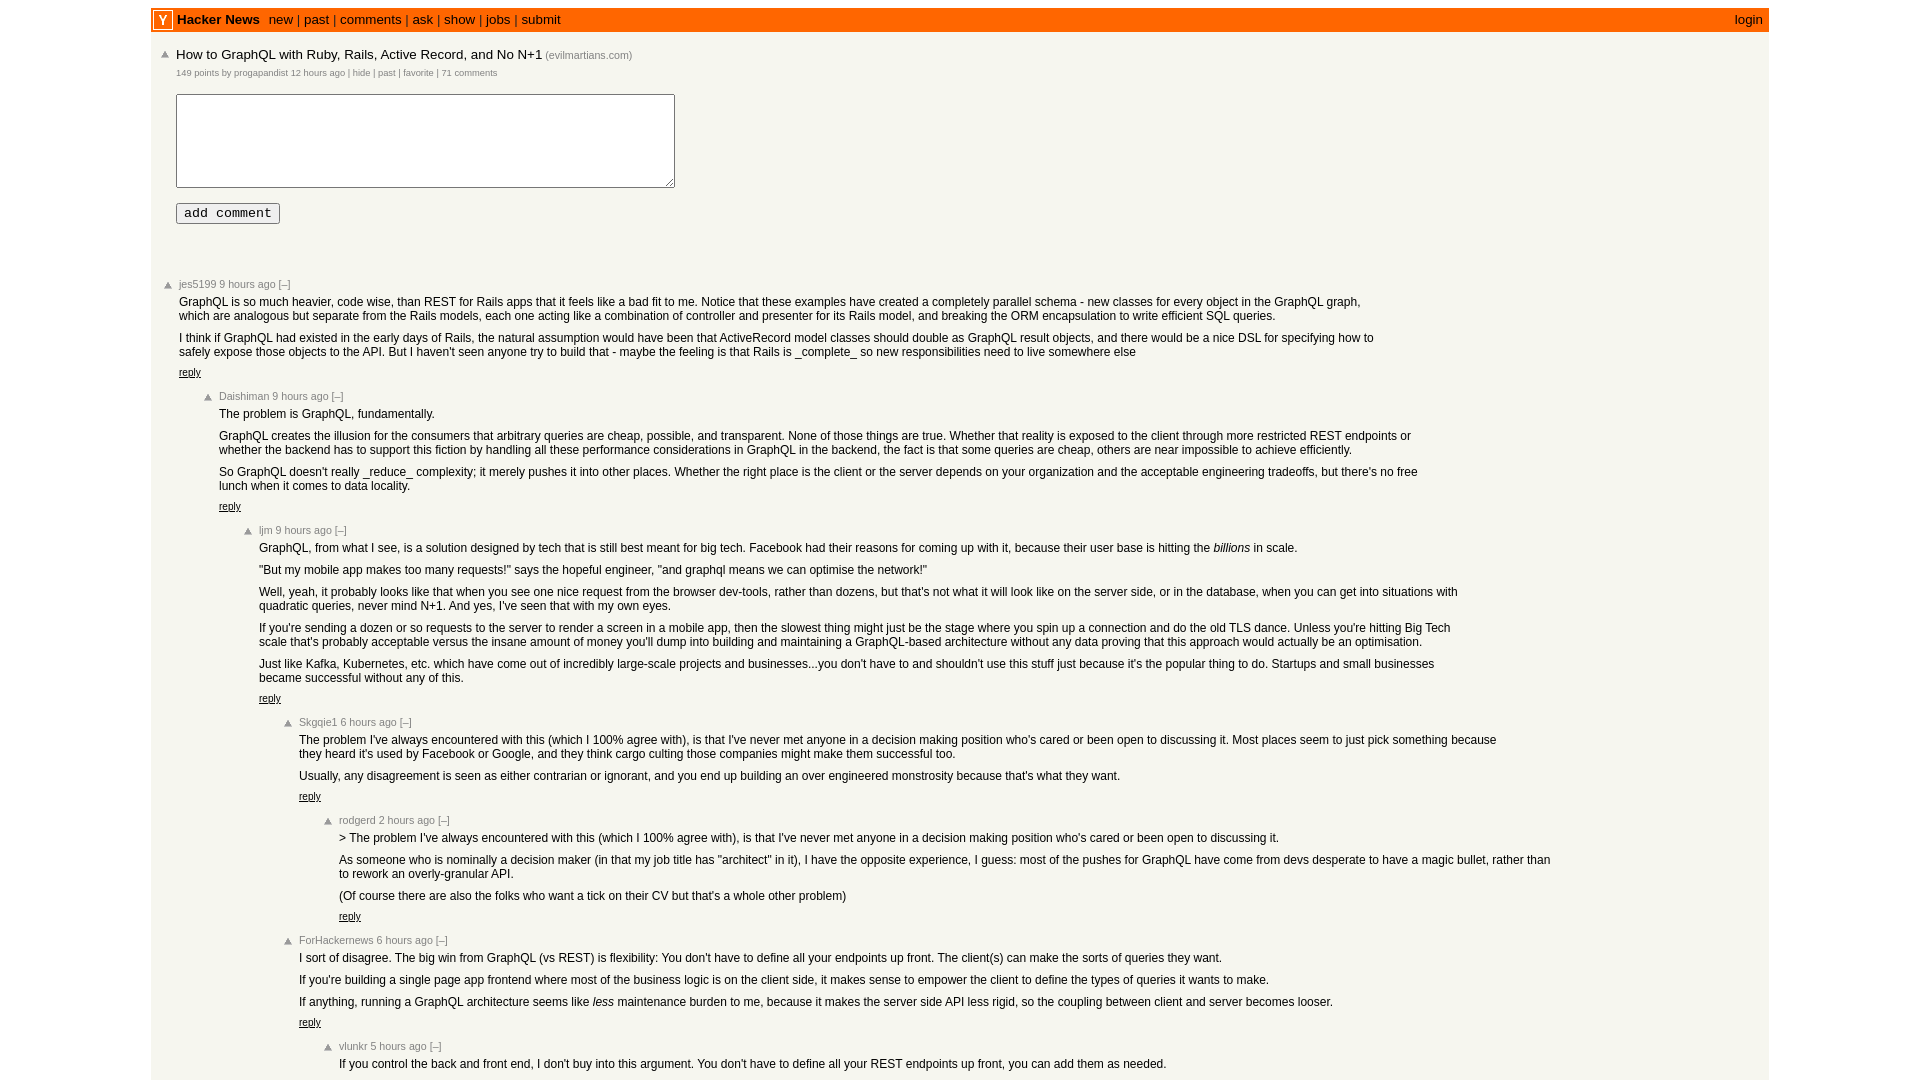 Y Hacker News new | past | comments | ask | show | jobs | submit login
How to GraphQL with Ruby, Rails, Active Record, and No N+1 (evilmartians.com)
149 points by progapandist 12 hours ago | hide | past | favorite | 71 comments
add comment
jes5199 9 hours ago [–]
GraphQL is so much heavier, code wise, than REST for Rails apps that it feels like a bad fit to me. Notice that these examples have created a completely parallel schema - new classes for every object in the GraphQL graph,
which are analogous but separate from the Rails models, each one acting like a combination of controller and presenter for its Rails model, and breaking the ORM encapsulation to write efficient SQL queries.
I think if GraphQL had existed in the early days of Rails, the natural assumption would have been that ActiveRecord model classes should double as GraphQL result objects, and there would be a nice DSL for specifying how to
safely expose those objects to the API. But I haven't seen anyone try to build that - maybe the feeling is that Rails is _complete_ so new responsibilities need to live somewhere else
reply
Daishiman 9 hours ago [–]
The problem is GraphQL, fundamentally.
GraphQL creates the illusion for the consumers that arbitrary queries are cheap, possible, and transparent. None of those things are true. Whether that reality is exposed to the client through more restricted REST endpoints or
whether the backend has to support this fiction by handling all these performance considerations in GraphQL in the backend, the fact is that some queries are cheap, others are near impossible to achieve efficiently.
So GraphQL doesn't really _reduce_ complexity; it merely pushes it into other places. Whether the right place is the client or the server depends on your organization and the acceptable engineering tradeoffs, but there's no free
lunch when it comes to data locality.
reply
ljm 9 hours ago [–]
GraphQL, from what I see, is a solution designed by tech that is still best meant for big tech. Facebook had their reasons for coming up with it, because their user base is hitting the billions in scale.
"But my mobile app makes too many requests!" says the hopeful engineer, "and graphql means we can optimise the network!"
Well, yeah, it probably looks like that when you see one nice request from the browser dev-tools, rather than dozens, but that's not what it will look like on the server side, or in the database, when you can get into situations with
quadratic queries, never mind N+1. And yes, I've seen that with my own eyes.
If you're sending a dozen or so requests to the server to render a screen in a mobile app, then the slowest thing might just be the stage where you spin up a connection and do the old TLS dance. Unless you're hitting Big Tech
scale that's probably acceptable versus the insane amount of money you'll dump into building and maintaining a GraphQL-based architecture without any data proving that this approach would actually be an optimisation.
Just like Kafka, Kubernetes, etc. which have come out of incredibly large-scale projects and businesses...you don't have to and shouldn't use this stuff just because it's the popular thing to do. Startups and small businesses
became successful without any of this.
reply
Skgqie1 6 hours ago [–]
The problem I've always encountered with this (which I 100% agree with), is that I've never met anyone in a decision making position who's cared or been open to discussing it. Most places seem to just pick something because
they heard it's used by Facebook or Google, and they think cargo culting those companies might make them successful too.
Usually, any disagreement is seen as either contrarian or ignorant, and you end up building an over engineered monstrosity because that's what they want.
reply
rodgerd 2 hours ago [–]
> The problem I've always encountered with this (which I 100% agree with), is that I've never met anyone in a decision making position who's cared or been open to discussing it.
As someone who is nominally a decision maker (in that my job title has "architect" in it), I have the opposite experience, I guess: most of the pushes for GraphQL have come from devs desperate to have a magic bullet, rather than
to rework an overly-granular API.
(Of course there are also the folks who want a tick on their CV but that's a whole other problem)
reply
ForHackernews 6 hours ago [–]
I sort of disagree. The big win from GraphQL (vs REST) is flexibility: You don't have to define all your endpoints up front. The client(s) can make the sorts of queries they want.
If you're building a single page app frontend where most of the business logic is on the client side, it makes sense to empower the client to define the types of queries it wants to make.
If anything, running a GraphQL architecture seems like less maintenance burden to me, because it makes the server side API less rigid, so the coupling between client and server becomes looser.
reply
vlunkr 5 hours ago [–]
If you control the back and front end, I don't buy into this argument. You don't have to define all your REST endpoints up front, you can add them as needed.